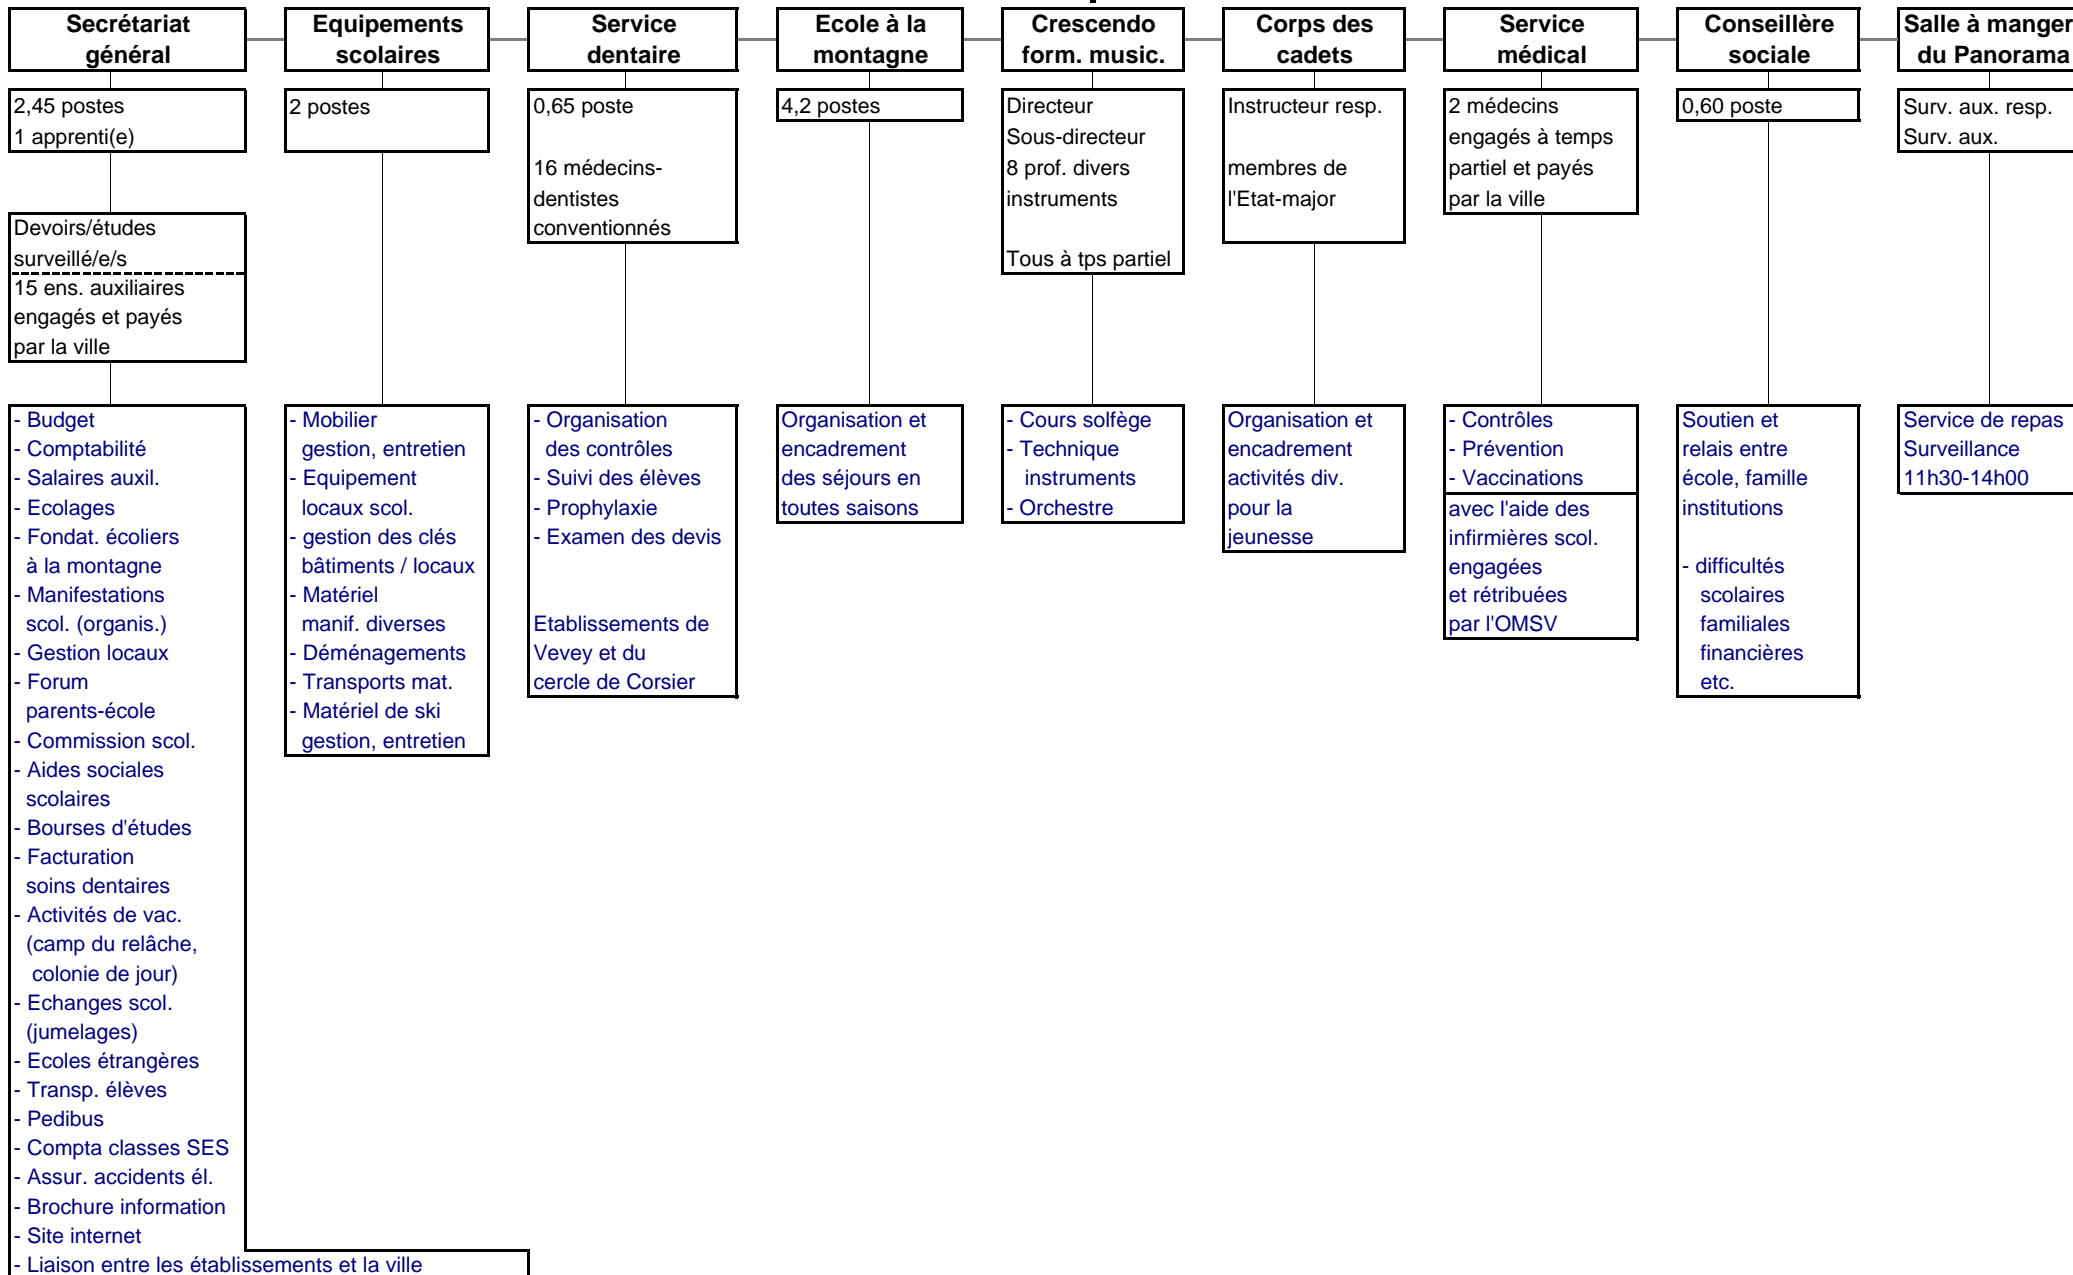 Secrétariat
général
2,45 postes
1 apprenti(e)
Devoirs/études
surveillé/e/s
15 ens. auxiliaires
engagés et payés
par la ville
- Budget
- Comptabilité
- Salaires auxil.
- Ecolages
- Fondat. écoliers
à la montagne
- Manifestations
scol. (organis.)
- Gestion locaux
- Forum
parents-école
- Commission scol.
- Aides sociales
scolaires
- Bourses d'études
- Facturation
soins dentaires
- Activités de vac.
(camp du relâche,
colonie de jour)
- Echanges scol.
(jumelages)
- Ecoles étrangères
- Transp. élèves
- Pedibus
- Compta classes SES
- Assur. accidents él.
- Brochure information
- Site internet
- Liaison entre les établissements et la ville
Equipements
scolaires
2 postes
- Mobilier
gestion, entretien
- Equipement
locaux scol.
- gestion des clés
bâtiments / locaux
- Matériel
manif. diverses
- Déménagements
- Transports mat.
- Matériel de ski
gestion, entretien
Service
dentaire
0,65 poste
16 médecins-
dentistes
conventionnés
- Organisation
des contrôles
- Suivi des élèves
- Prophylaxie
- Examen des devis
Etablissements de
Vevey et du
cercle de Corsier
Ecole à la
montagne
4,2 postes
Organisation et
encadrement
des séjours en
toutes saisons
Crescendo
form. music.
Directeur
Sous-directeur
8 prof. divers
instruments
Tous à tps partiel
- Cours solfège
- Technique
instruments
- Orchestre
Corps des
cadets
Instructeur resp.
membres de
l'Etat-major
Organisation et
encadrement
activités div.
pour la
jeunesse
Service
médical
2 médecins
engagés à temps
partiel et payés
par la ville
- Contrôles
- Prévention
- Vaccinations
avec l'aide des
infirmières scol.
engagées
et rétribuées
par l'OMSV
Conseillère
sociale
0,60 poste
Soutien et
relais entre
école, famille
institutions
- difficultés
scolaires
familiales
financières
etc.
Salle à manger
du Panorama
Surv. aux. resp.
Surv. aux.
Service de repas
Surveillance
11h30-14h00